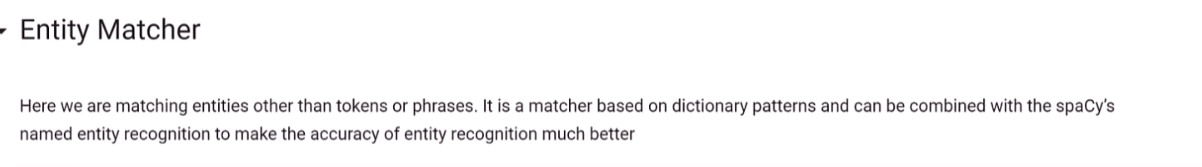 Entity Matcher
Here we are matching entities other than tokens or phrases. It is a matcher based on dictionary patterns and can be combined with the spaCy's
named entity recognition to make the accuracy of entity recognition much better